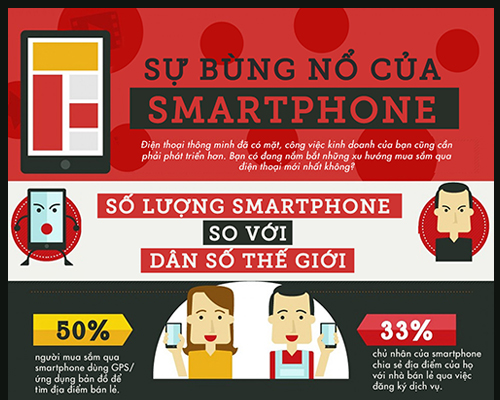 SỰ BÙNG NỔ CỦA
SMARTPHONE
Điện thoại thông minh đã có mặt, công việc kinh doanh của bạn cũng cần
phải phát triển hơn. Bạn có đang nắm bắt những xu hướng mua sắm qua
điện thoại mới nhất không?
SỐ LƯỢNG SMARTPHONE
SO VỚI
DÂN SỐ THẾ GIỚI
50%
người mua sắm qua
smartphone dùng GPS/
ứng dụng bản đồ để
tìm địa điểm bán lẻ.
33%
chủ nhân của smartphone
chia sẻ địa điểm của họ
với nhà bán lẻ qua việc
đăng ký dịch vụ.